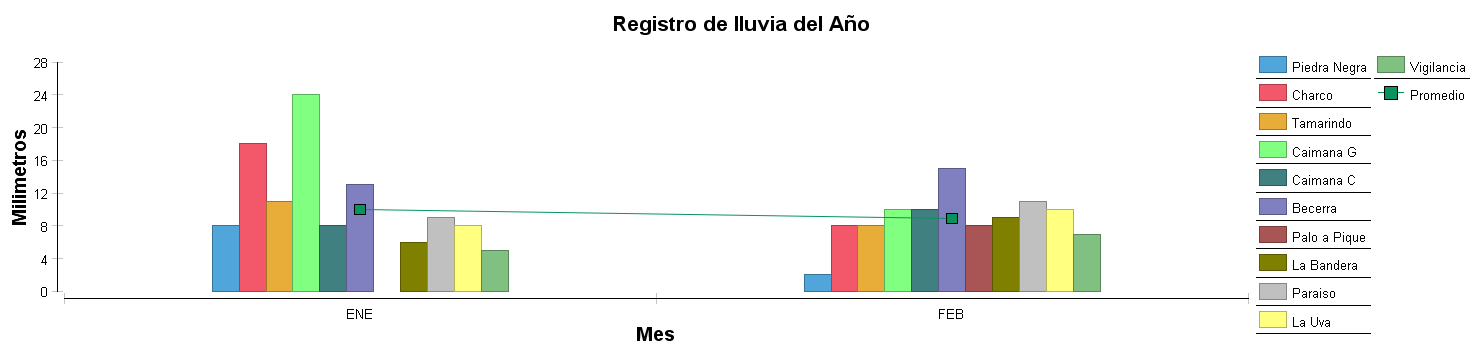 Registro de lluvia del Año
Milimetros
28
24
20
16
12
8
4
0
ENE
FEB
Mes
Piedra Negra
Charco
Tamarindo
Caimana G
Caimana C
Becerra
Palo a Pique
La Bandera
Paraiso
La Uva
Vigilancia
Promedio